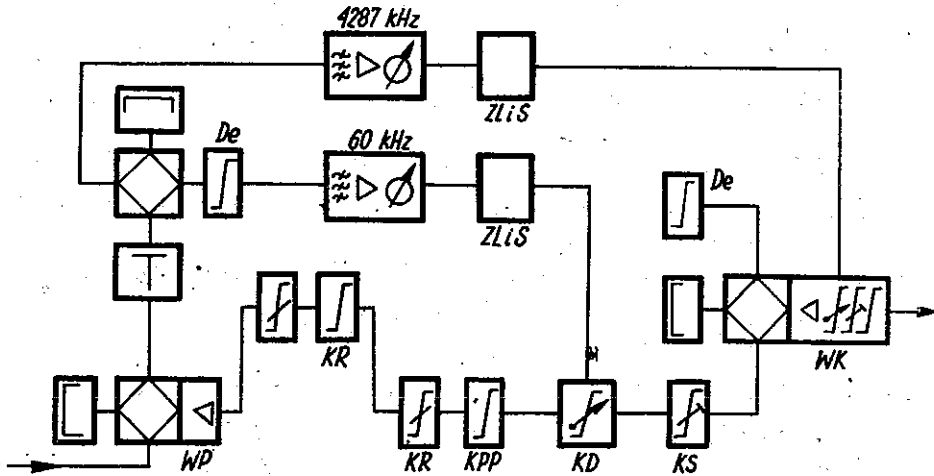 4287 kHz
ZLiS
De
60 kHz
ZLiS
De
KR
WK
WP
KR
KPP
KD
KS